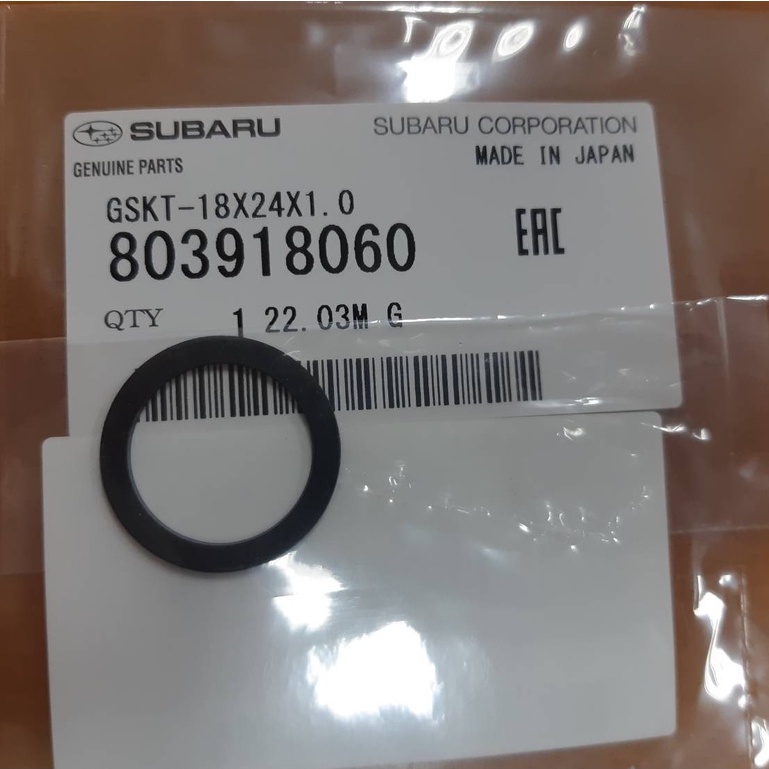 SUBARU SUBARU CORPORATION
GENUINE PARTS MADE IN JAPAN
GSKT-18X24X1.0
803918060 EAC
QTY 1 22.03M G